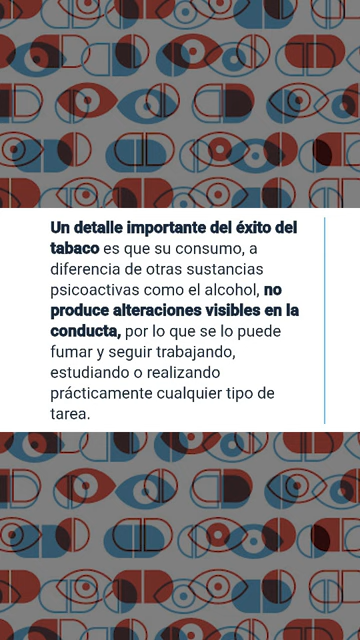 Un detalle importante del éxito del
tabaco es que su consumo, a
diferencia de otras sustancias
psicoactivas como el alcohol, no
produce alteraciones visibles en la
conducta, por lo que se lo puede
fumar y seguir trabajando,
estudiando o realizando
prácticamente cualquier tipo de
tarea.